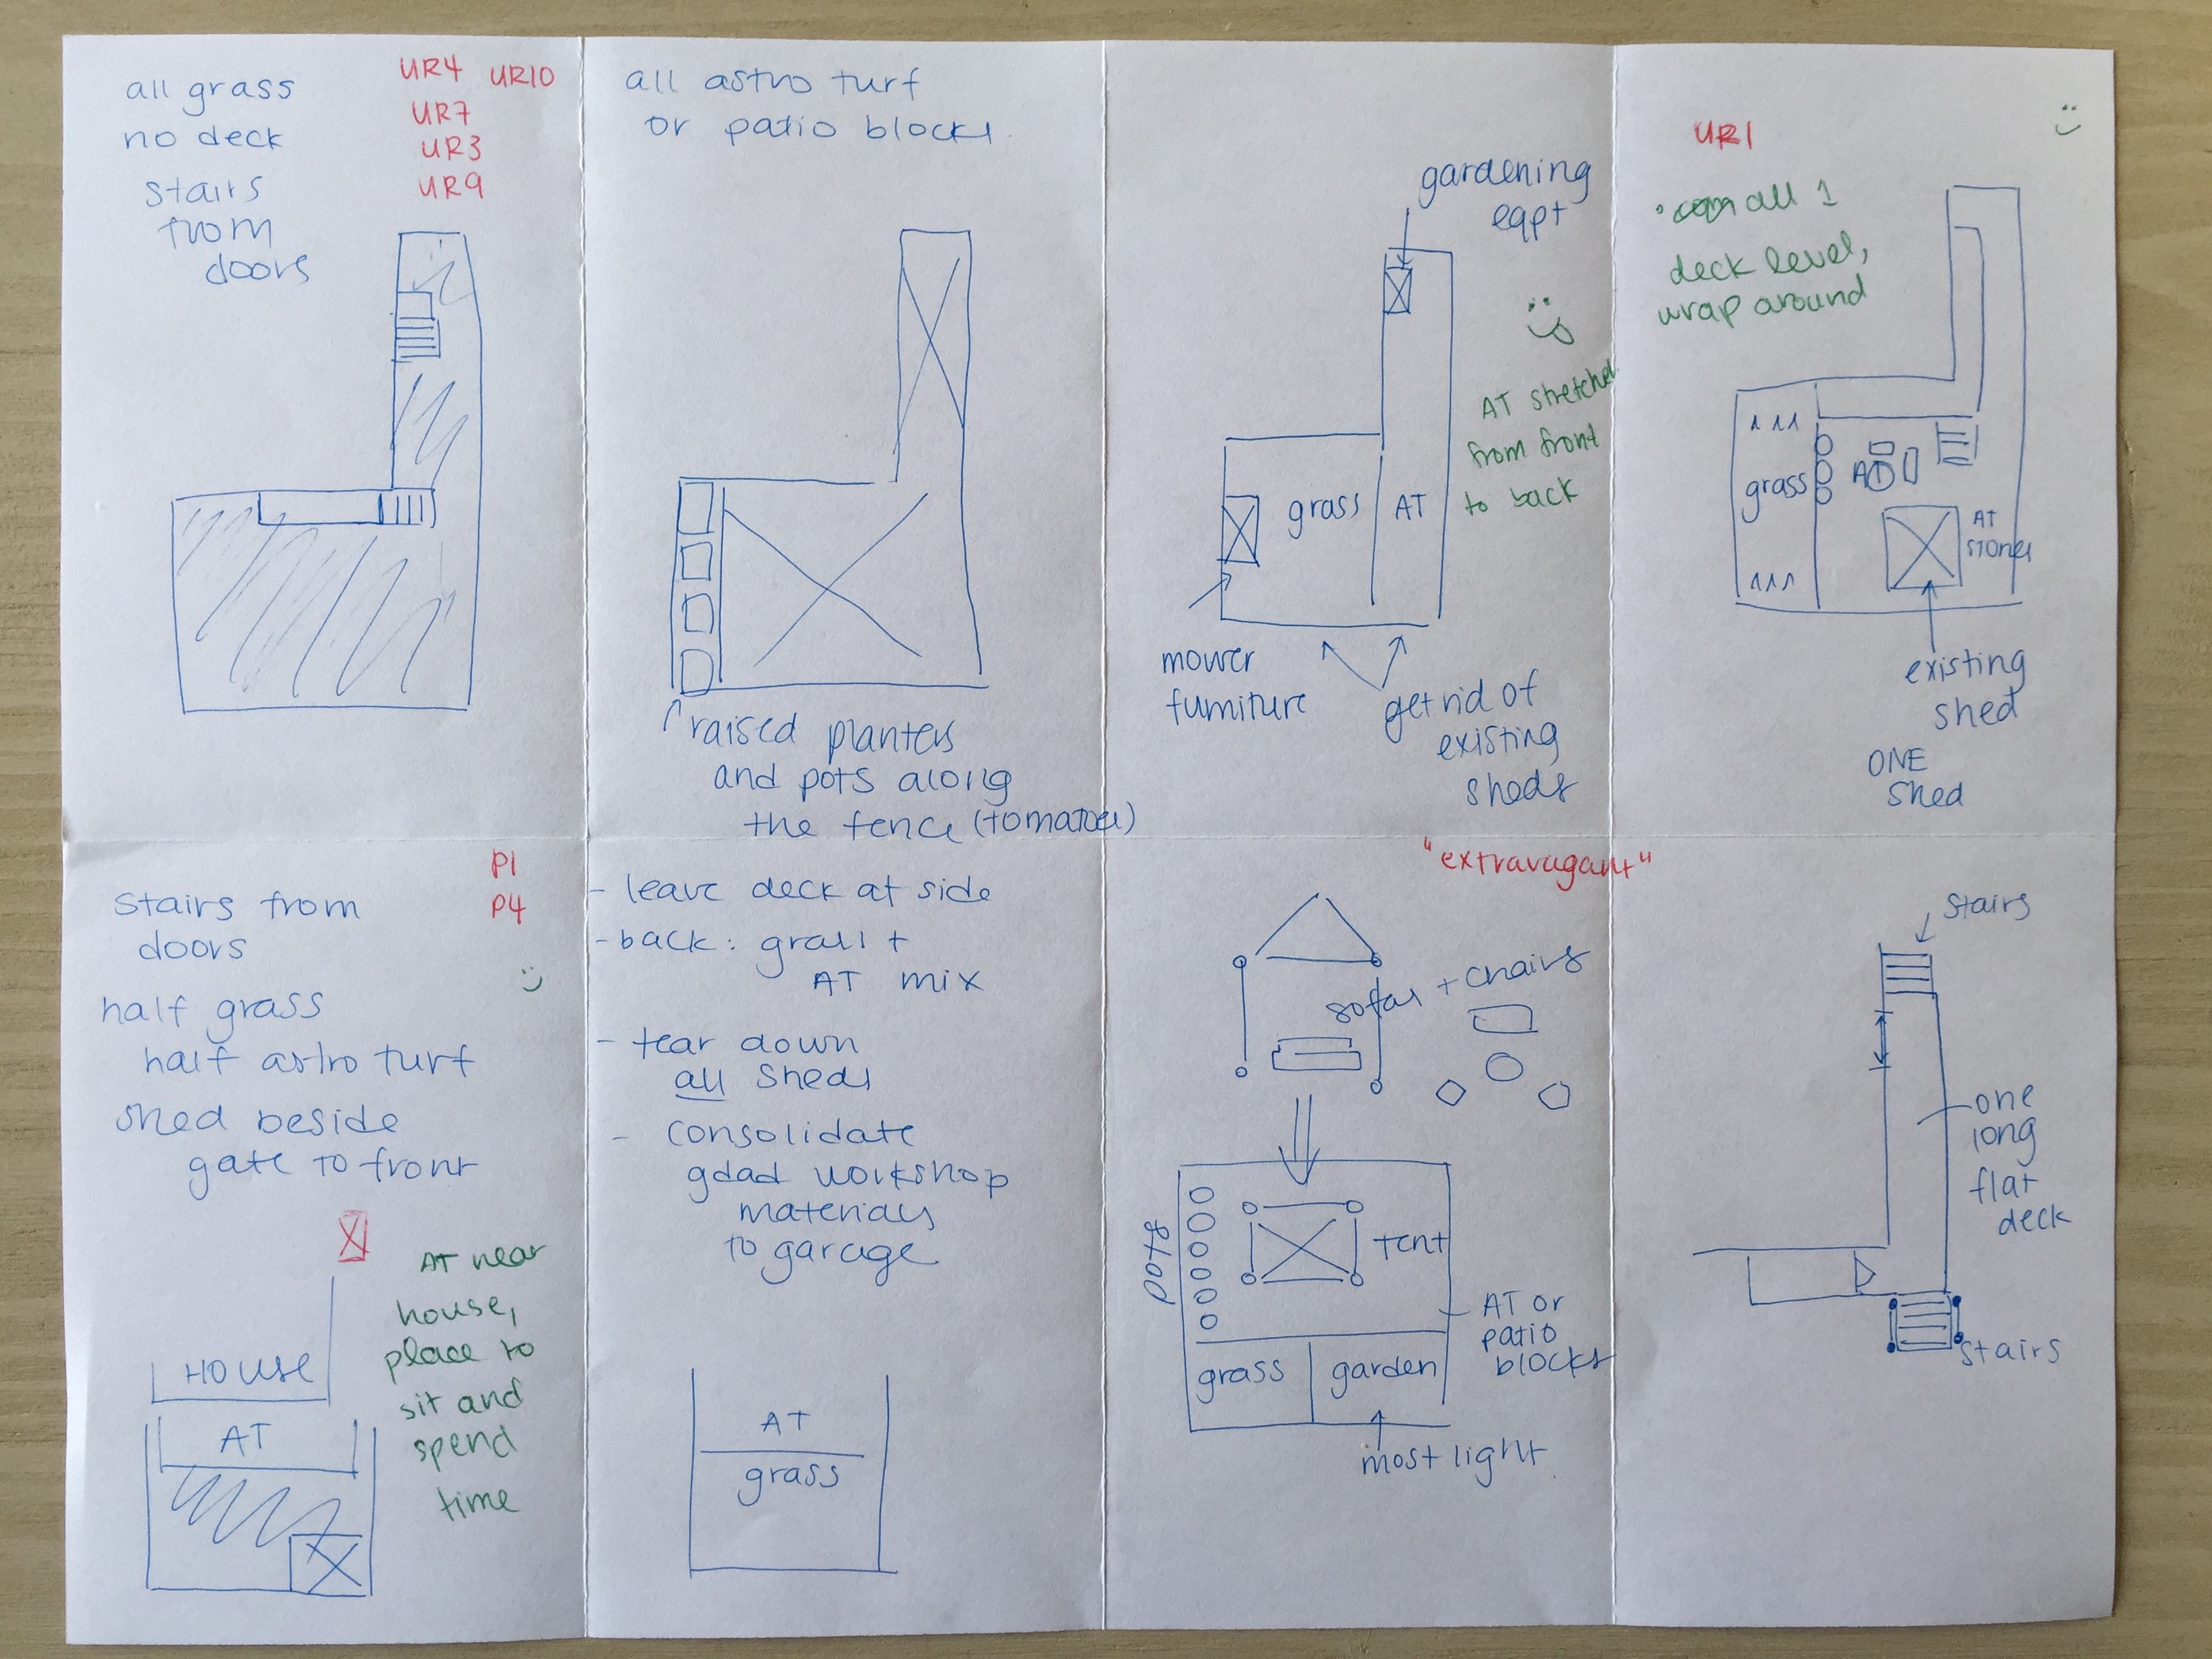 all grass
no deck
stairs
from
doors
UR4 UR10
UR7
UR3
UR9
all astro turf
or patio blocks.
raised planters
and pots along
the fence (tomatoes)
gardening
eqpt
AT stretched
from front
to back
grass
AT
mower
furniture
get rid of
existing
sheds
UR1
all 1
deck level,
wrap around
grass
AT
AT
stones
existing
shed
ONE
shed
P1
P4
Stairs from
doors
half grass
half astro turf
shed beside
gate to front
AT near
house,
place to
sit and
spend
time
HOUSE
AT
- leave deck at side
- back: grass +
AT mix
- tear down
all sheds
- consolidate
gdad workshop
materials
to garage
AT
grass
"extravagant"
sofas + chairs
pots
tent
AT or
patio
blocks
grass
garden
most light
stairs
one
long
flat
deck
stairs